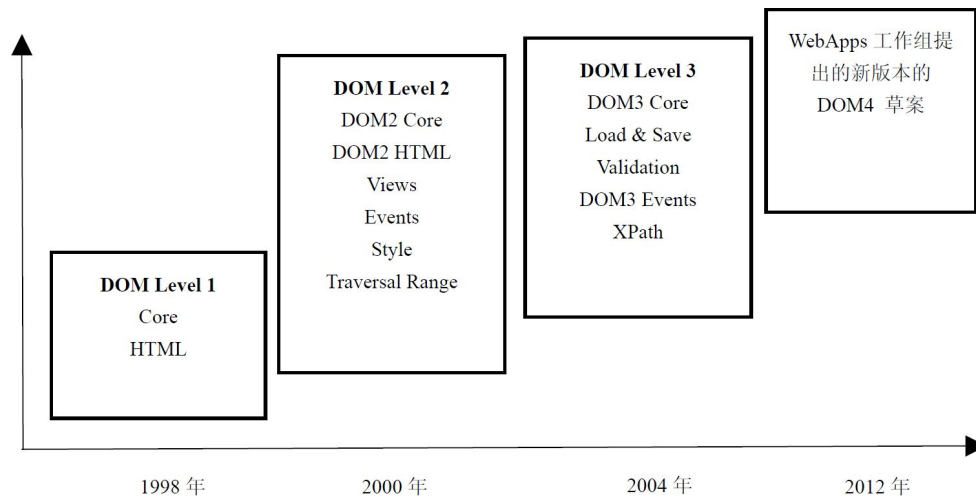 DOM Level 1
Core
HTML
DOM Level 2
DOM2 Core
DOM2 HTML
Views
Events
Style
Traversal Range
DOM Level 3
DOM3 Core
Load & Save
Validation
DOM3 Events
XPath
WebApps 工作组提
出的新版本的
DOM4 草案
1998 年
2000 年
2004 年
2012 年